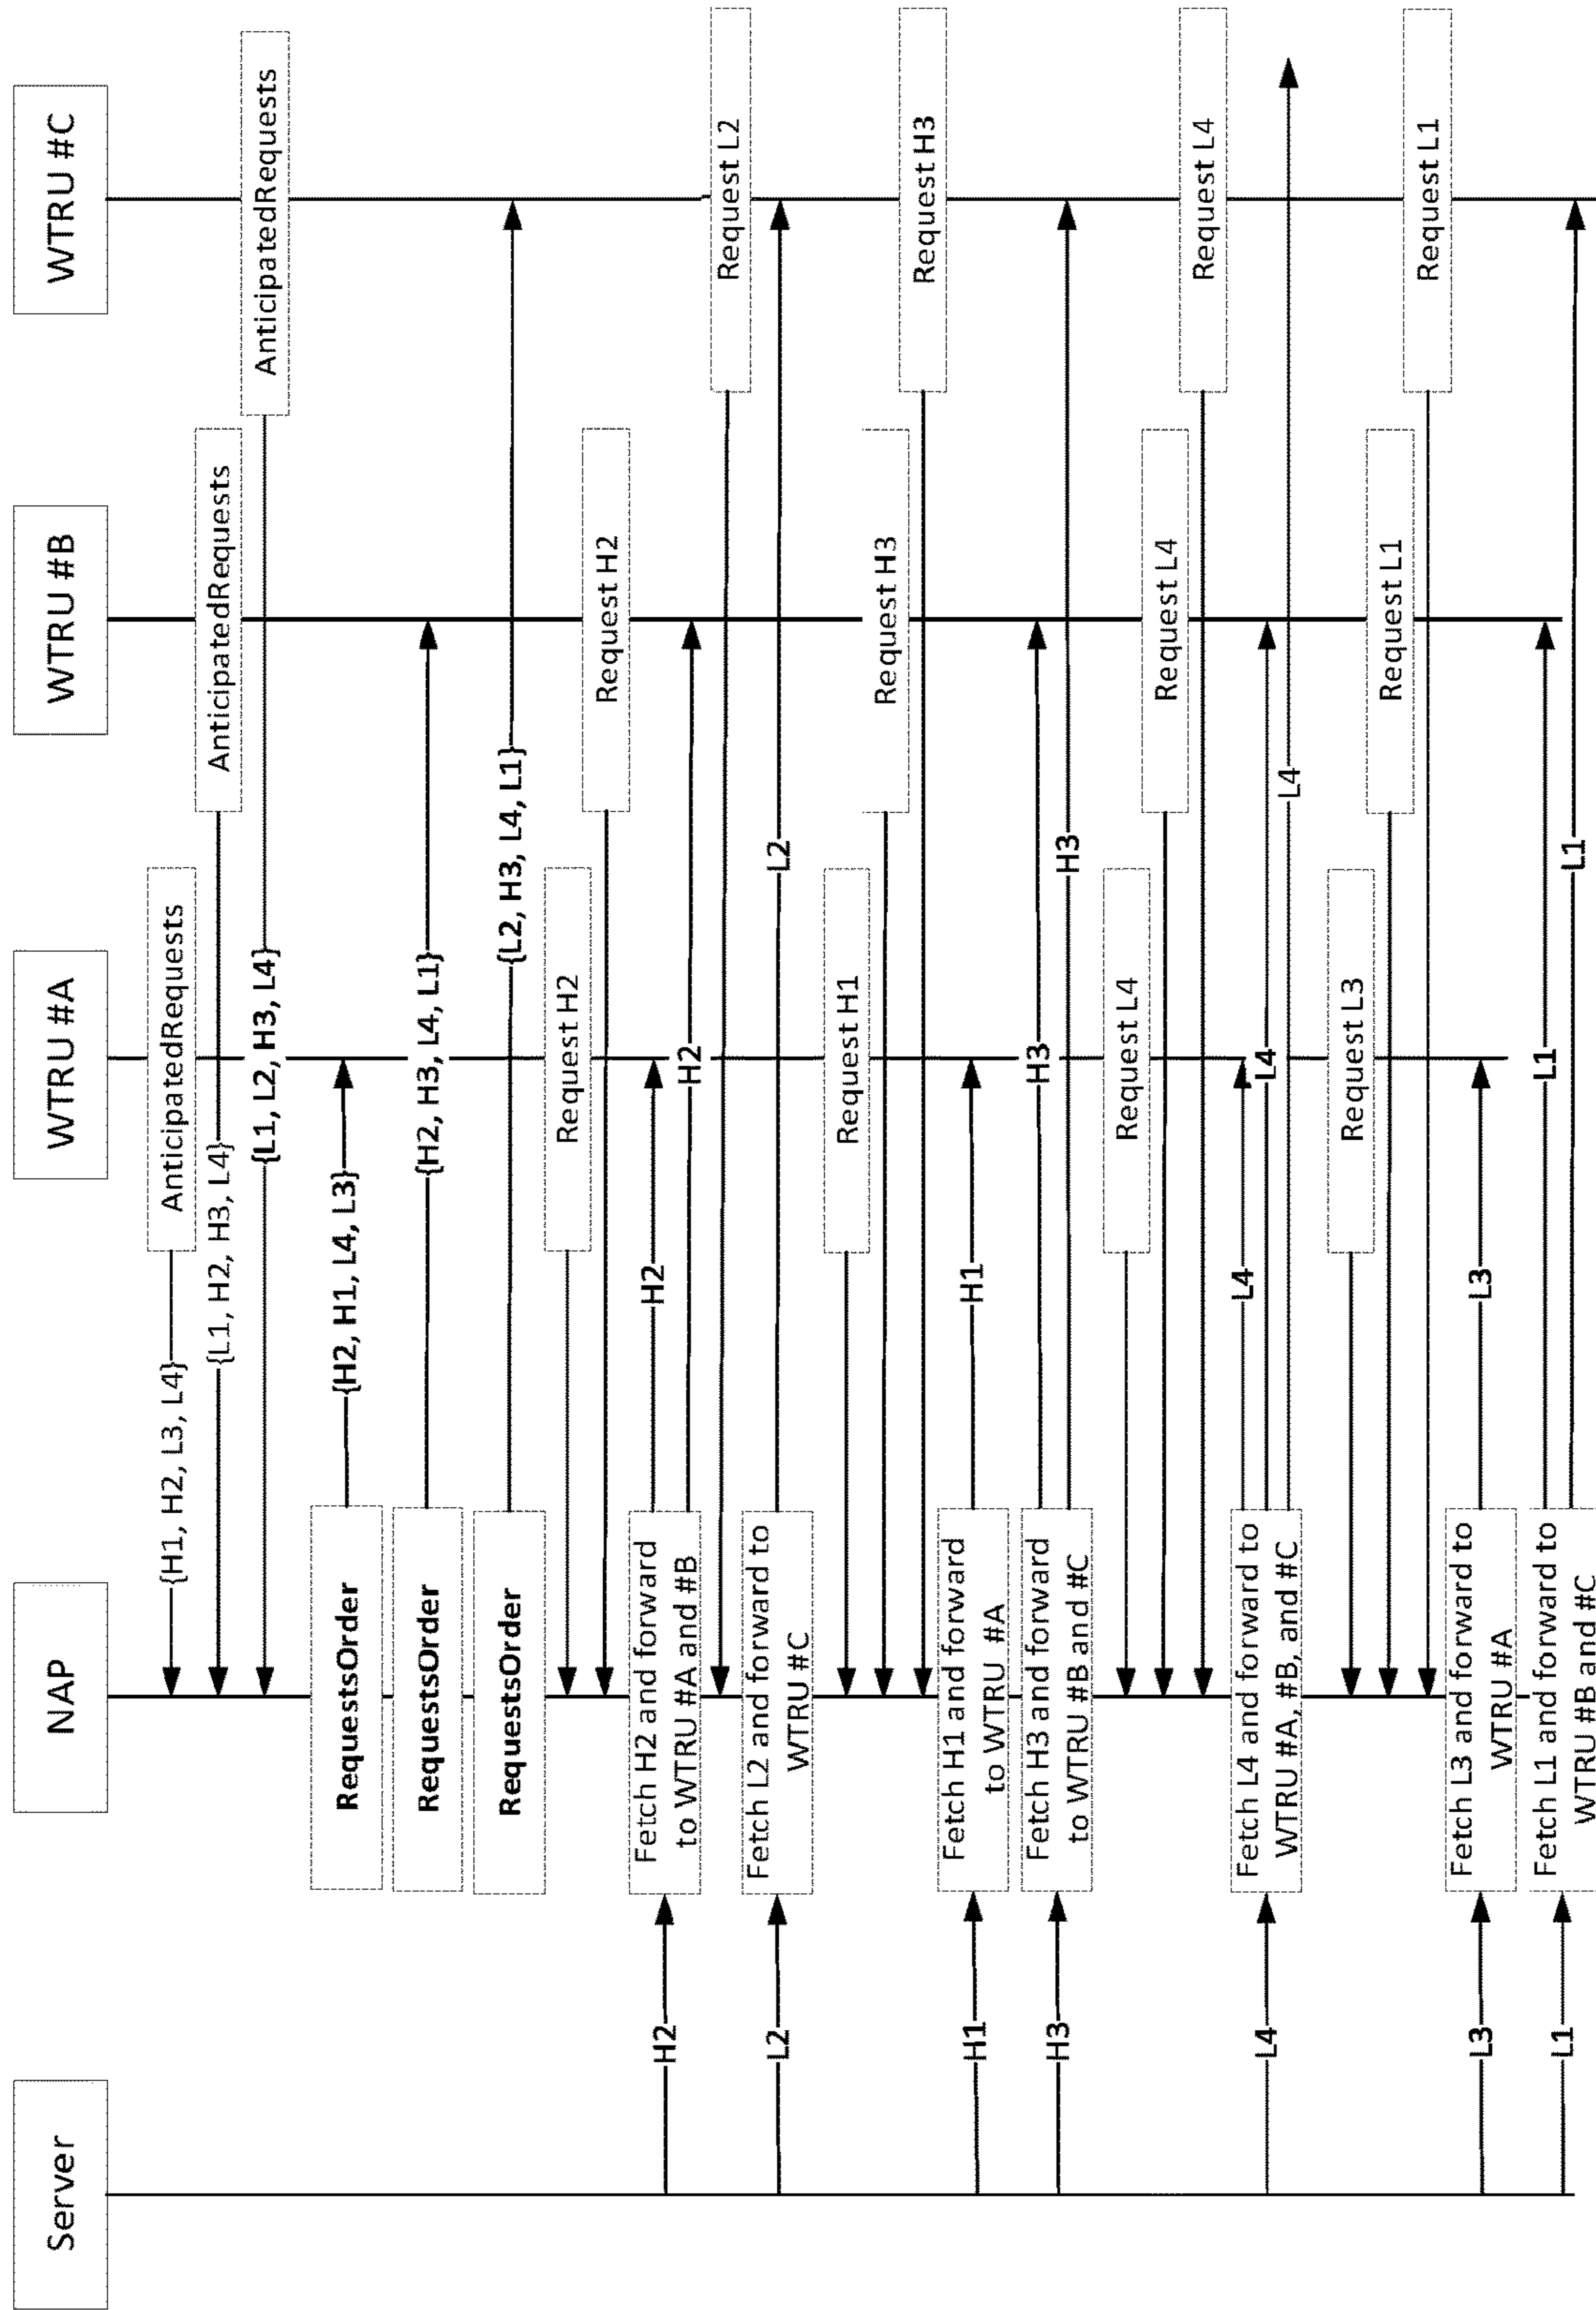 Server
NAP
WTRU #A
WTRU #B
WTRU #C
AnticipatedRequests
{H1, H2, L3, L4}
AnticipatedRequests
{L1, H2, H3, L4}
AnticipatedRequests
{L1, L2, H3, L4}
RequestsOrder
{H2, H1, L4, L3}
RequestsOrder
{H2, H3, L4, L1}
RequestsOrder
{L2, H3, L4, L1}
Request H2
Request H2
H2
Fetch H2 and forward
to WTRU #A and #B
H2
H2
Request L2
L2
Fetch L2 and forward to
WTRU #C
L2
Request H1
Request H3
Request H3
H1
Fetch H1 and forward
to WTRU #A
H1
H3
Fetch H3 and forward
to WTRU #B and #C
H3
H3
Request L4
Request L4
Request L4
L4
Fetch L4 and forward to
WTRU #A, #B, and #C
L4
L4
L4
Request L3
Request L1
Request L1
L3
Fetch L3 and forward to
WTRU #A
L3
L1
Fetch L1 and forward to
WTRU #B and #C
L1
L1